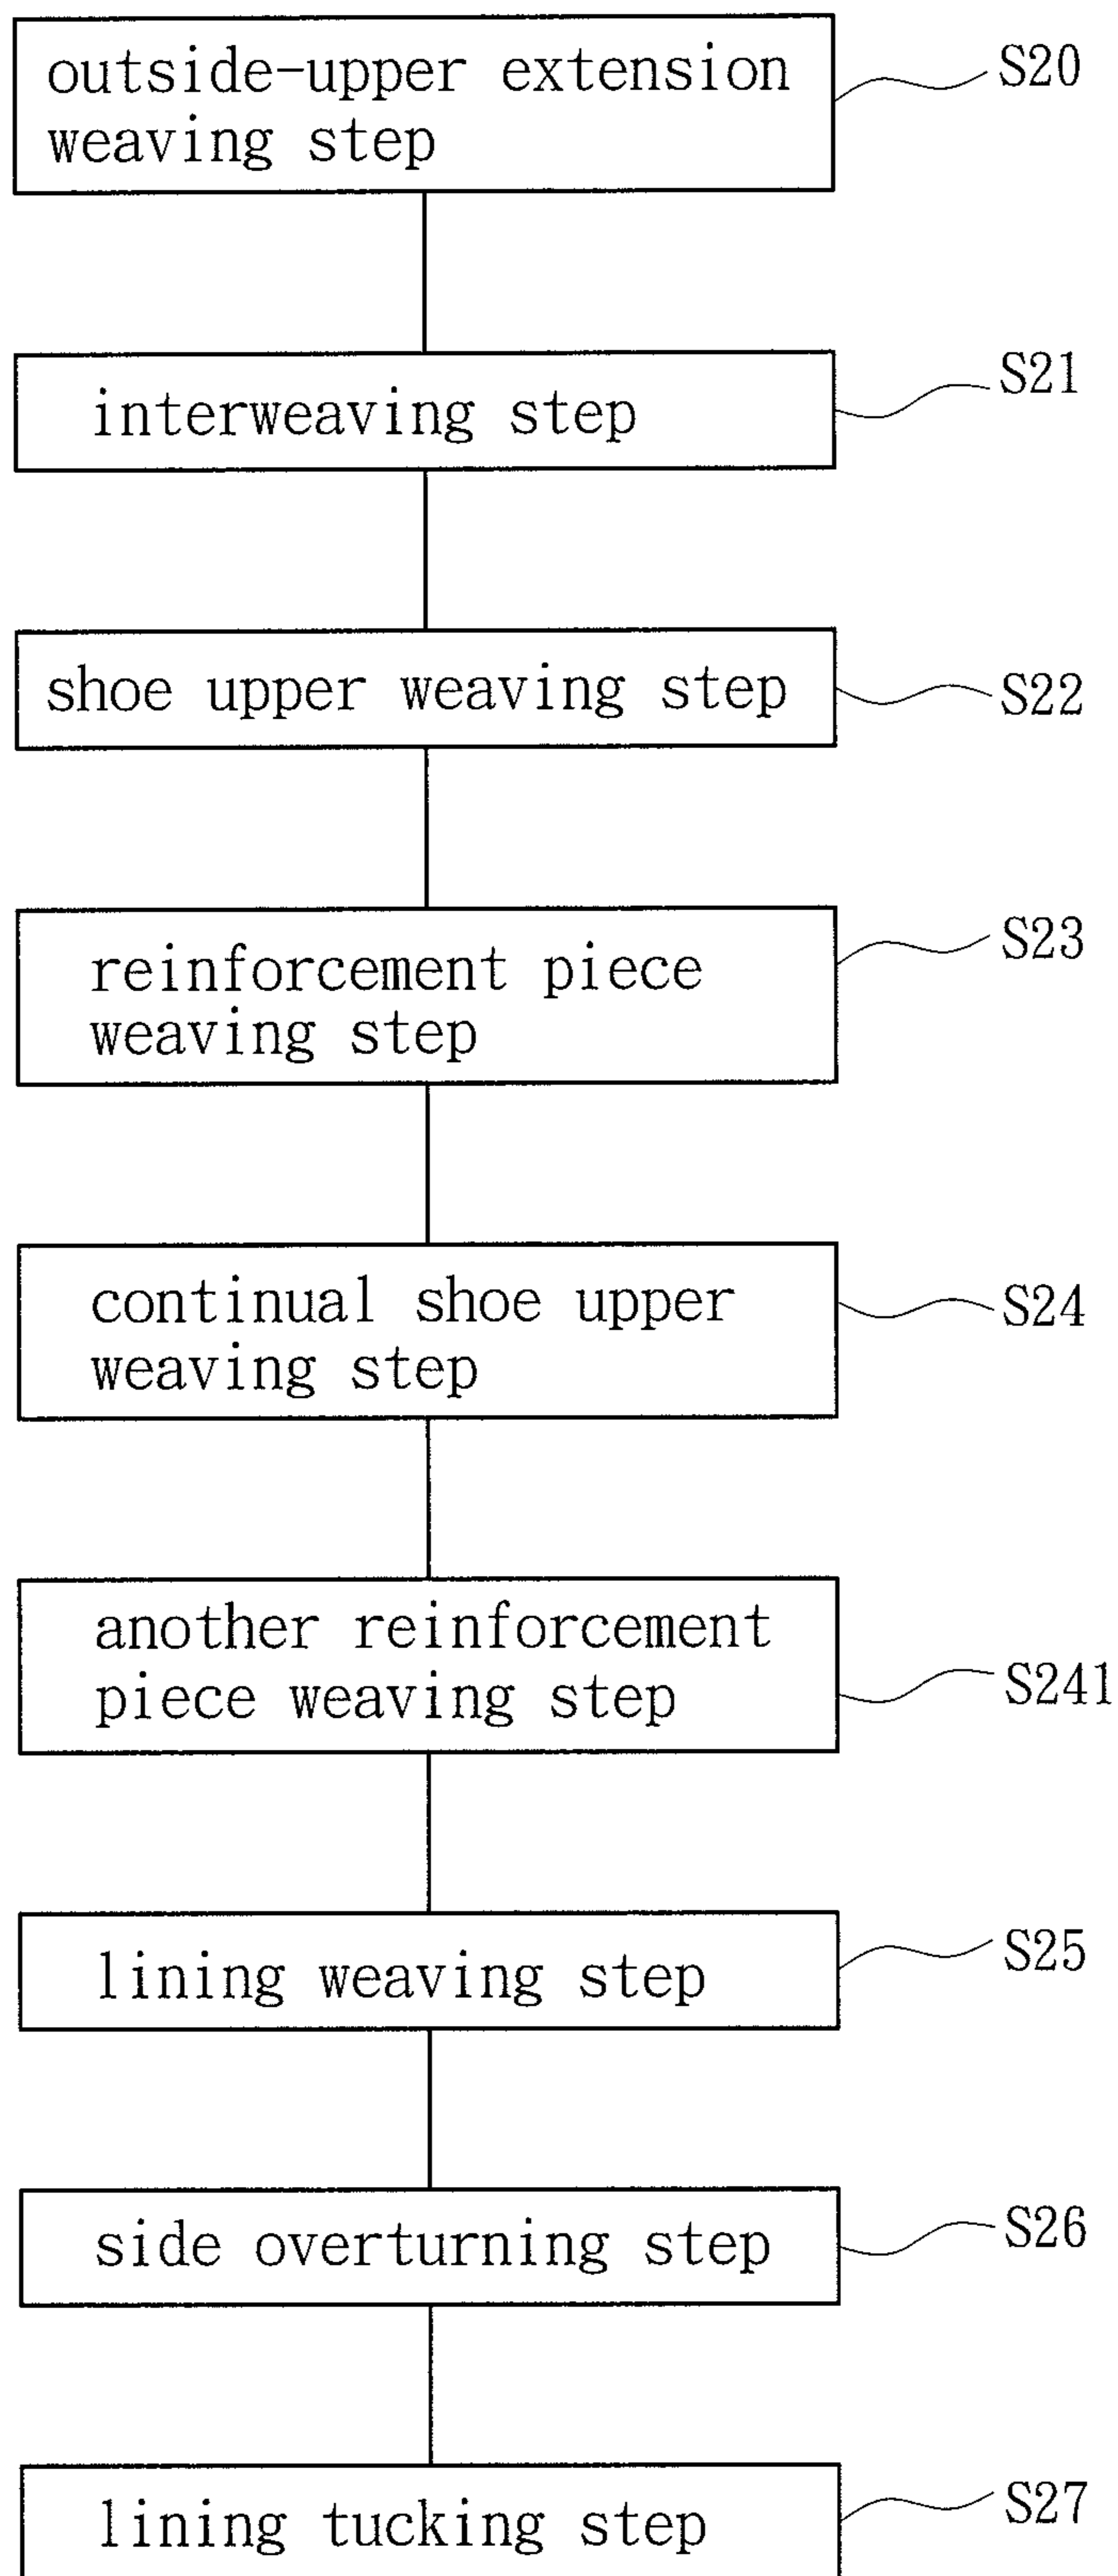 outside-upper extension
weaving step
S20
interweaving step
S21
shoe upper weaving step
S22
reinforcement piece
weaving step
S23
continual shoe upper
weaving step
S24
another reinforcement
piece weaving step
S241
lining weaving step
S25
side overturning step
S26
lining tucking step
S27